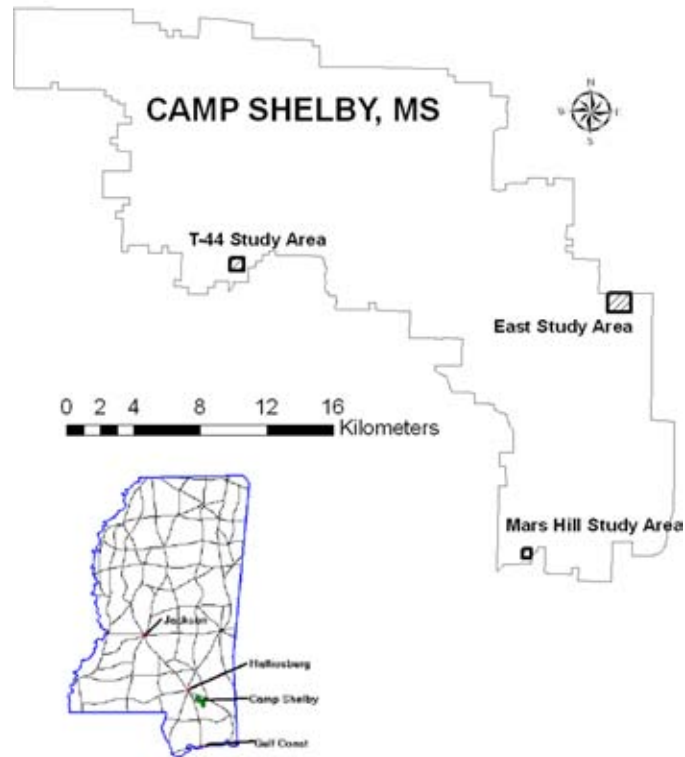 N
CAMP SHELBY, MS
S
T-44 Study Area
East Study Area
0 2 4 8 12 16
Kilometers
Mars Hill Study Area
Jackson
Hattiesburg
Camp Shelby
Gulf Coast